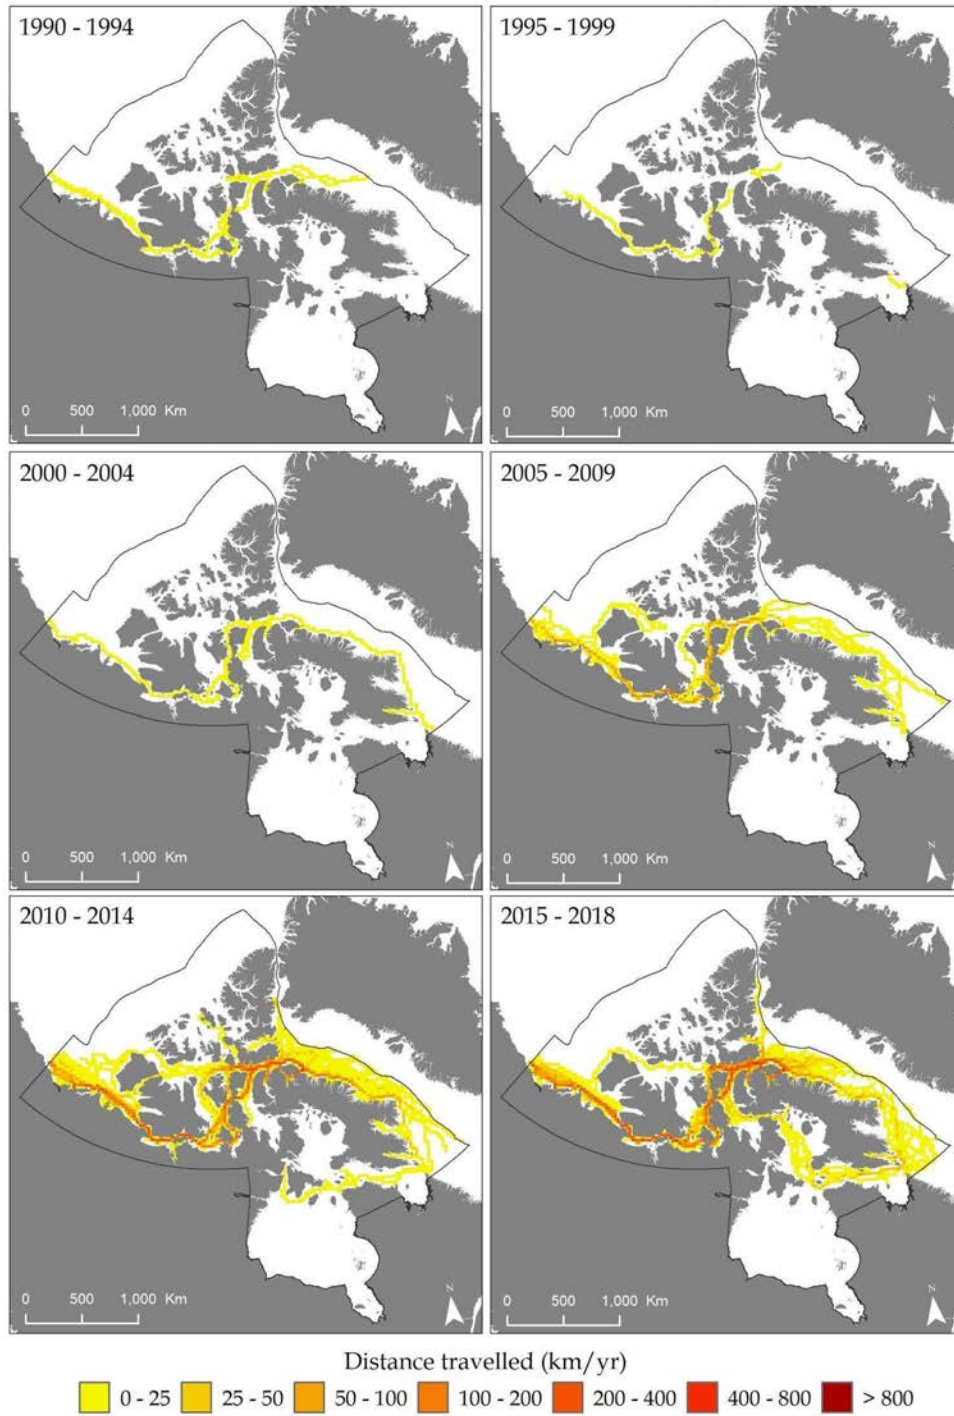 1990 - 1994
1995 - 1999
0 500 1,000 Km
N
0 500 1,000 Km
N
2000 - 2004
2005 - 2009
0 500 1,000 Km
N
0 500 1,000 Km
N
2010 - 2014
2015 - 2018
0 500 1,000 Km
N
0 500 1,000 Km
N
Distance travelled (km/yr)
0 - 25 25 - 50 50 - 100 100 - 200 200 - 400 400 - 800 > 800